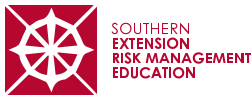 SOUTHERN
EXTENSION
RISK MANAGEMENT
EDUCATION